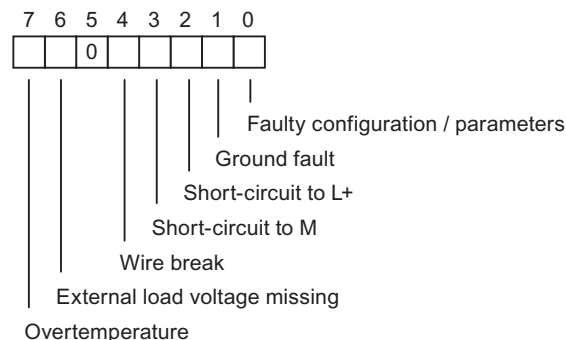 7 6 5 4 3 2 1 0
0
Faulty configuration / parameters
Ground fault
Short-circuit to L+
Short-circuit to M
Wire break
External load voltage missing
Overtemperature